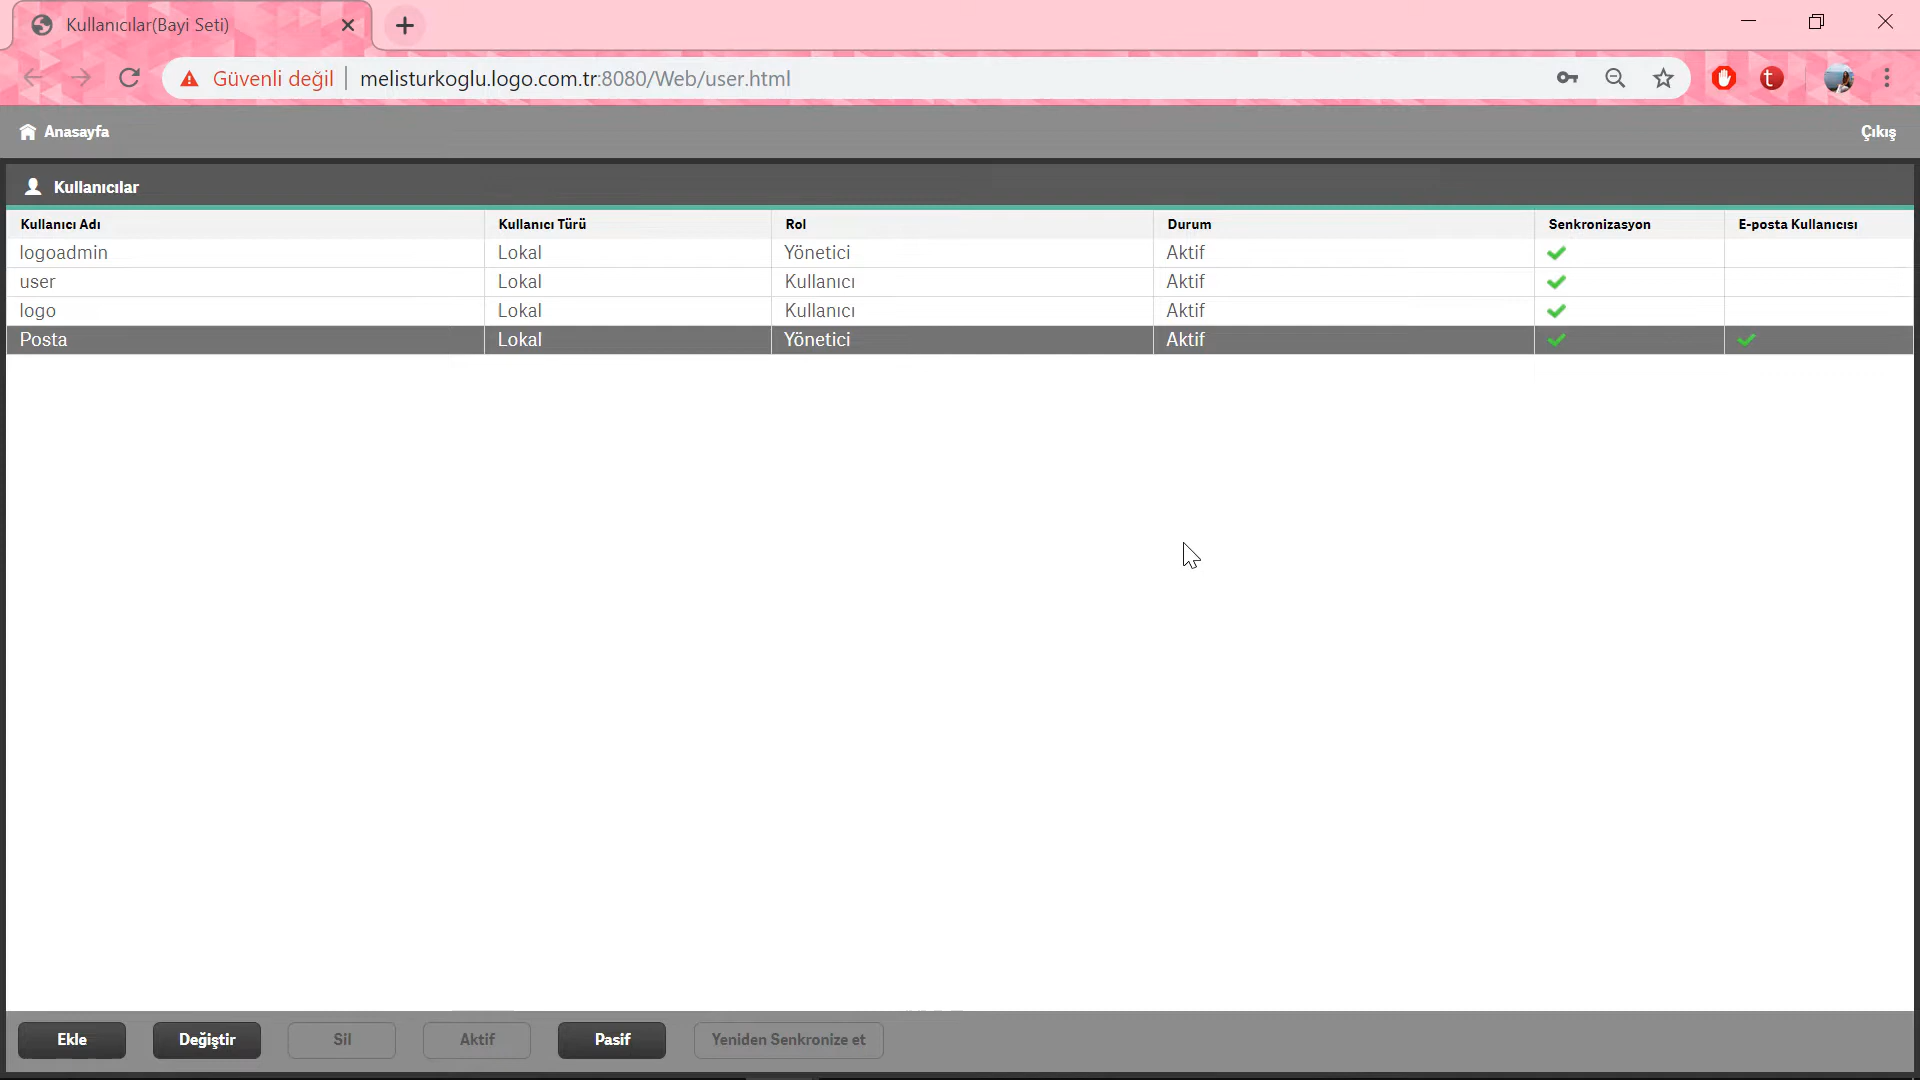 Kullanıcılar(Bayi Seti)
Güvenli değil melisturkoglu.logo.com.tr:8080/Web/user.html
Anasayfa Çıkış
Kullanıcılar
Kullanıcı Adı Kullanıcı Türü Rol Durum Senkronizasyon E-posta Kullanıcısı
logoadmin Lokal Yönetici Aktif
user Lokal Kullanıcı Aktif
logo Lokal Kullanıcı Aktif
Posta Lokal Yönetici Aktif
Ekle Değiştir Sil Aktif Pasif Yeniden Senkronize et